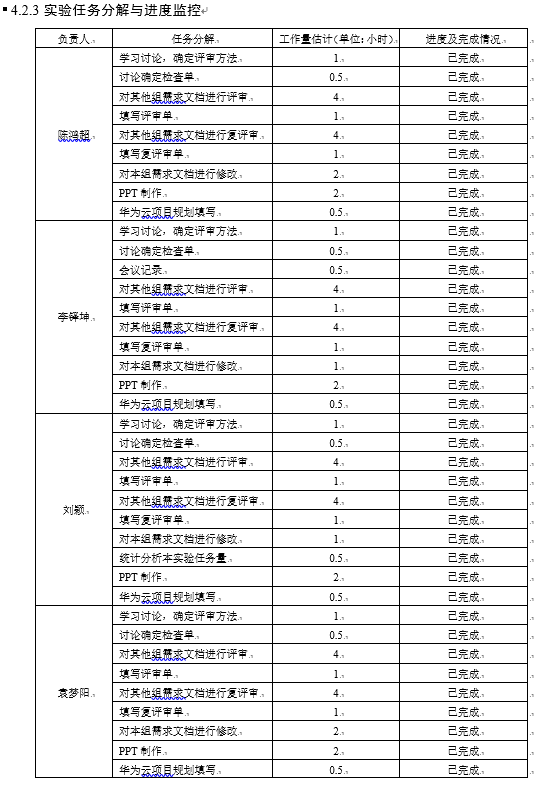 4.2.3 实验任务分解与进度监控
负责人 任务分解 工作量估计（单位：小时） 进度及完成情况
陈鸿超 学习讨论，确定评审方法 1 已完成
讨论确定检查单 0.5 已完成
对其他组需求文档进行评审 4 已完成
填写评审单 1 已完成
对其他组需求文档进行复评审 4 已完成
填写复评审单 1 已完成
对本组需求文档进行修改 2 已完成
PPT 制作 2 已完成
华为云项目规划填写 0.5 已完成
李铎坤 学习讨论，确定评审方法 1 已完成
讨论确定检查单 0.5 已完成
会议记录 0.5 已完成
对其他组需求文档进行评审 4 已完成
填写评审单 1 已完成
对其他组需求文档进行复评审 4 已完成
填写复评审单 1 已完成
对本组需求文档进行修改 1 已完成
PPT 制作 2 已完成
华为云项目规划填写 0.5 已完成
刘颖 学习讨论，确定评审方法 1 已完成
讨论确定检查单 0.5 已完成
对其他组需求文档进行评审 4 已完成
填写评审单 1 已完成
对其他组需求文档进行复评审 4 已完成
填写复评审单 1 已完成
对本组需求文档进行修改 1 已完成
统计分析本实验任务量 0.5 已完成
PPT 制作 2 已完成
华为云项目规划填写 0.5 已完成
袁梦阳 学习讨论，确定评审方法 1 已完成
讨论确定检查单 0.5 已完成
对其他组需求文档进行评审 4 已完成
填写评审单 1 已完成
对其他组需求文档进行复评审 4 已完成
填写复评审单 1 已完成
对本组需求文档进行修改 2 已完成
PPT 制作 2 已完成
华为云项目规划填写 0.5 已完成